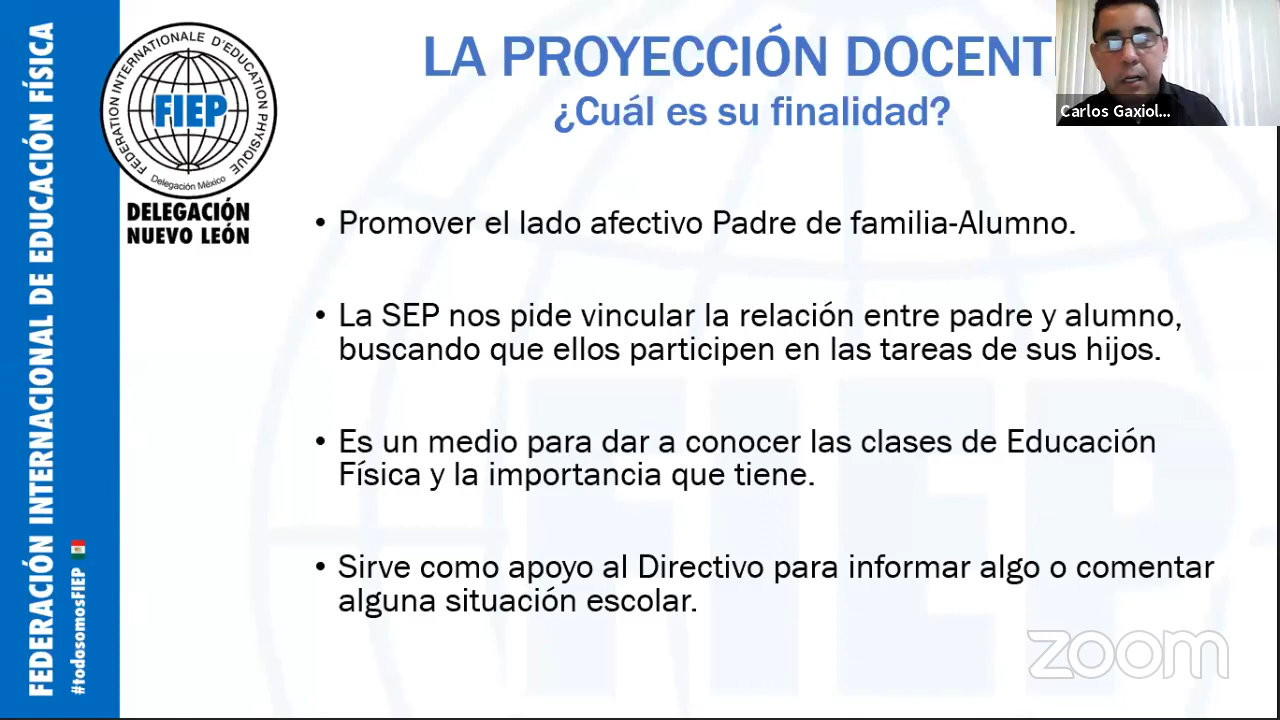 FEDERACIÓN INTERNACIONAL DE EDUCACIÓN FÍSICA
#todosomosFIEP
FEDERATION INTERNATIONALE D'EDUCATION PHYSIQUE
FIEP
Delegación México
DELEGACIÓN
NUEVO LEÓN
LA PROYECCIÓN DOCENT
¿Cuál es su finalidad?
Carlos Gaxiol...
• Promover el lado afectivo Padre de familia-Alumno.
• La SEP nos pide vincular la relación entre padre y alumno,
buscando que ellos participen en las tareas de sus hijos.
• Es un medio para dar a conocer las clases de Educación
Física y la importancia que tiene.
• Sirve como apoyo al Directivo para informar algo o comentar
alguna situación escolar.
zoom
FIEP